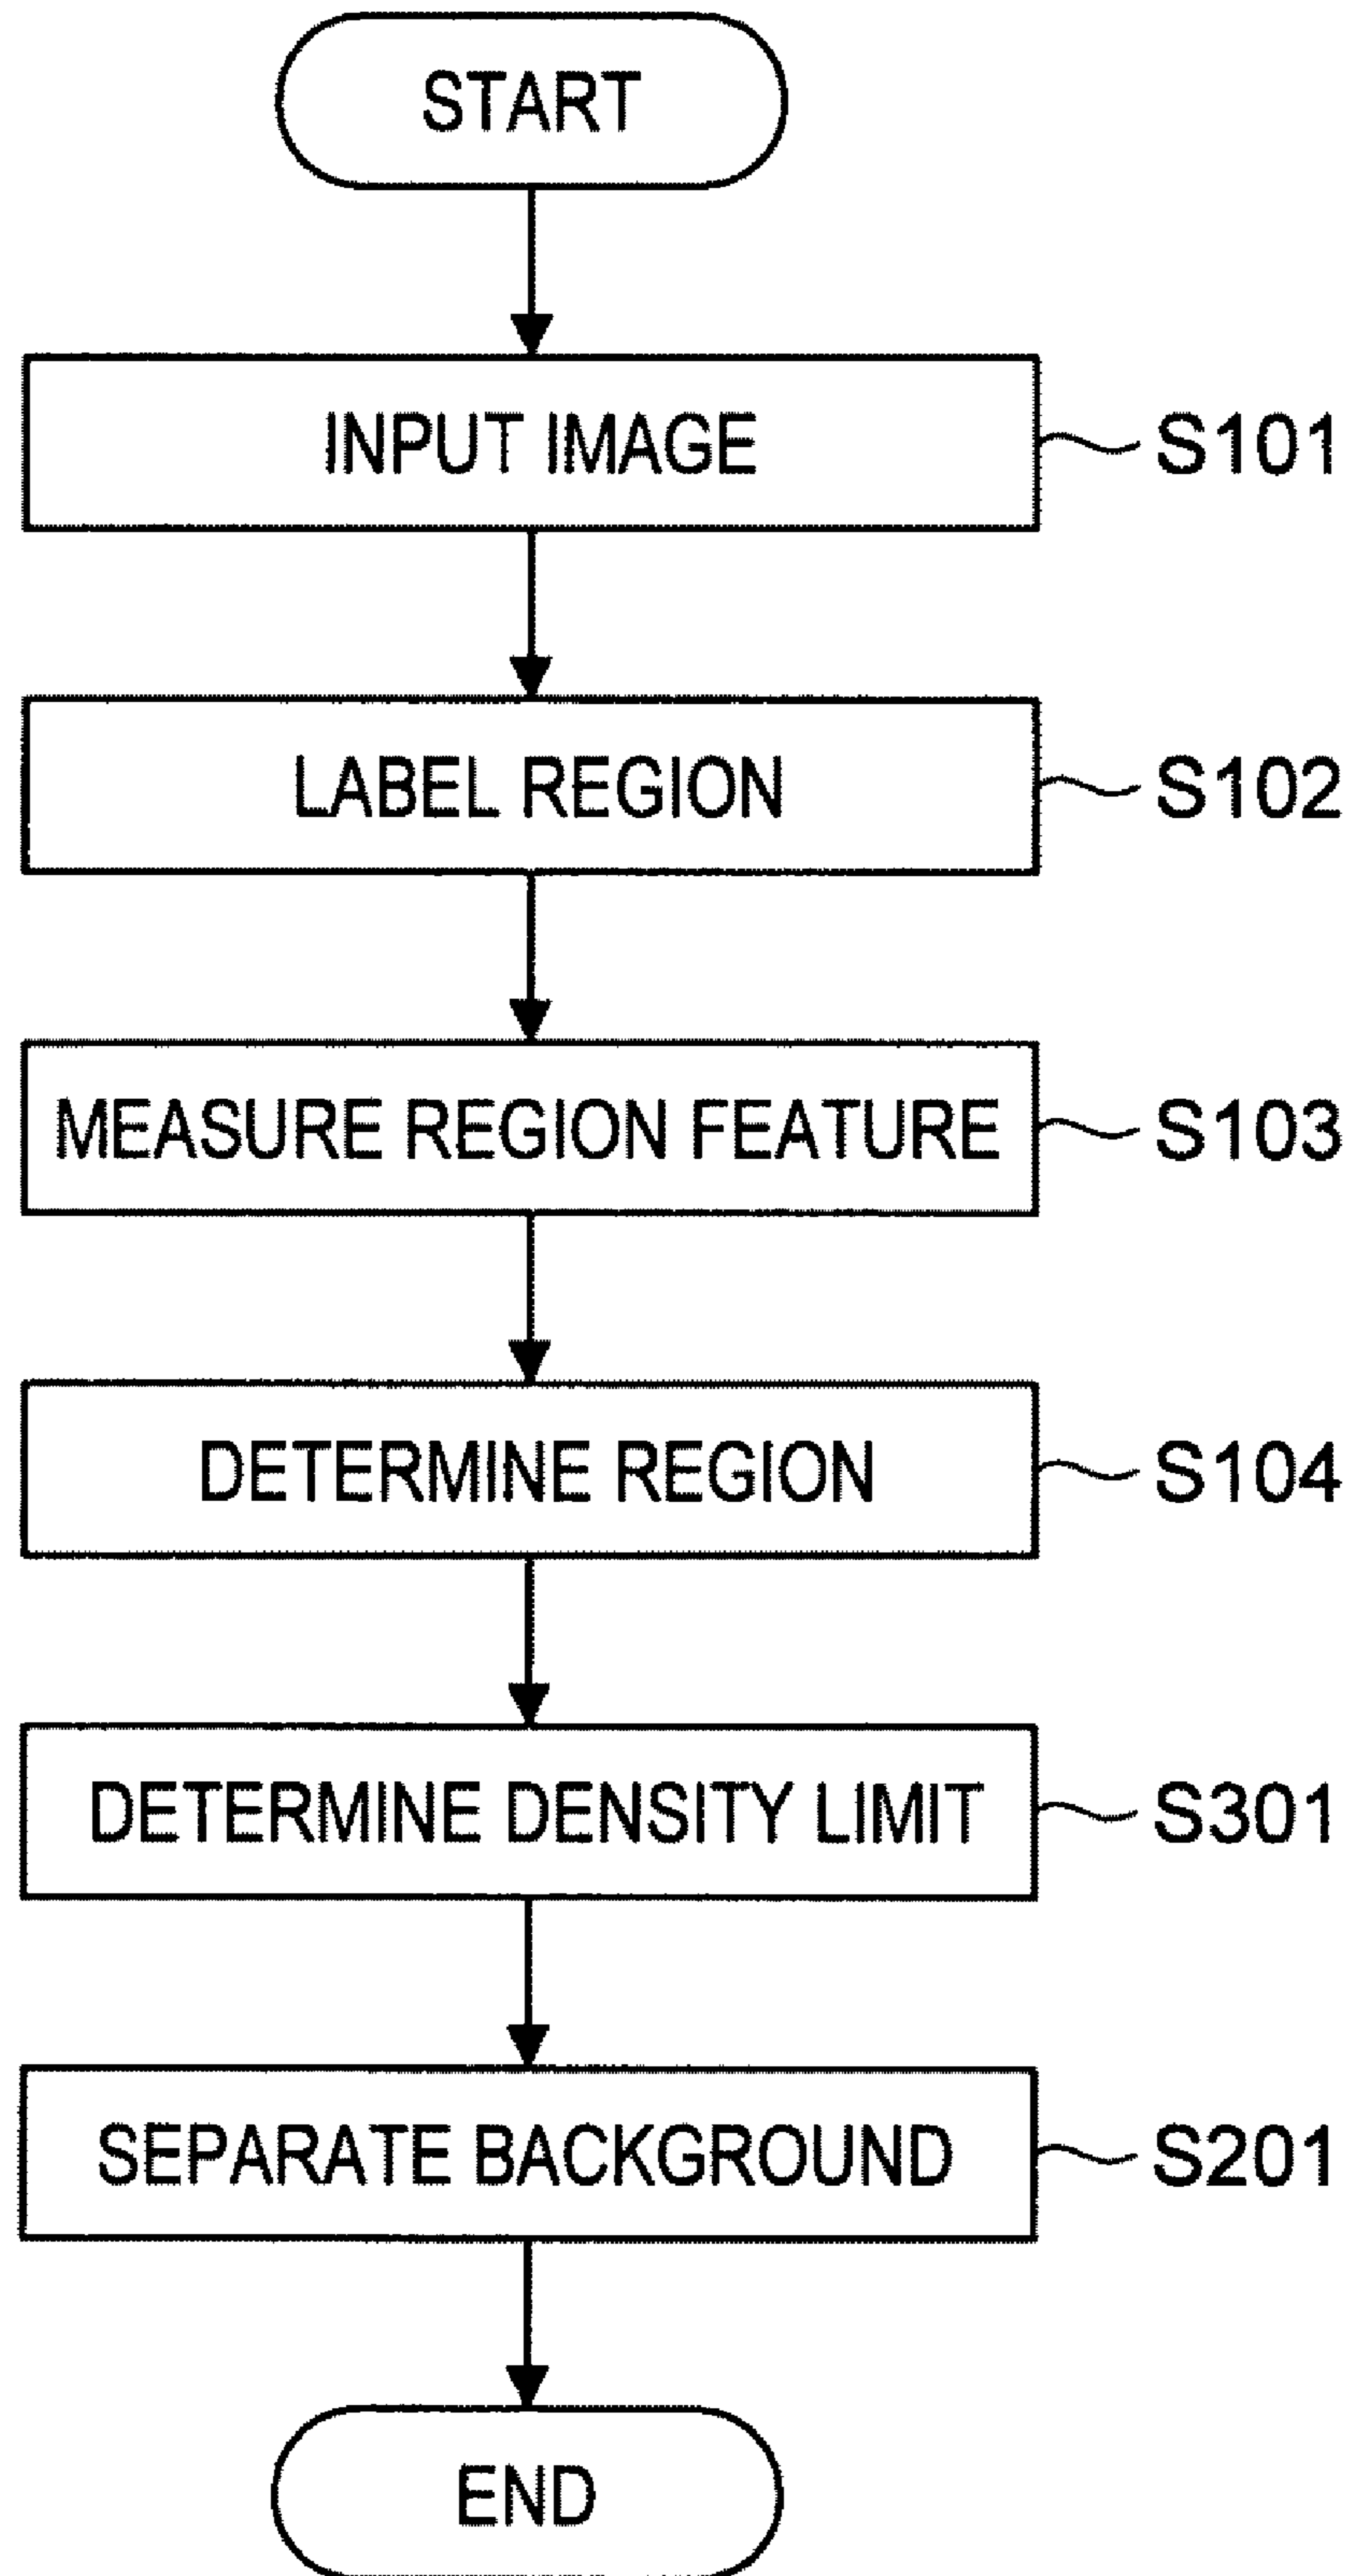 START
INPUT IMAGE S101
LABEL REGION S102
MEASURE REGION FEATURE S103
DETERMINE REGION S104
DETERMINE DENSITY LIMIT S301
SEPARATE BACKGROUND S201
END